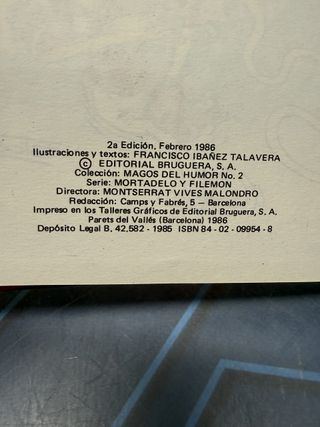 2a Edición, Febrero 1986
Ilustraciones y textos: FRANCISCO IBAÑEZ TALAVERA
© EDITORIAL BRUGUERA, S. A.
Colección: MAGOS DEL HUMOR No. 2
Serie: MORTADELO Y FILEMON
Directora: MONTSERRAT VIVES MALONDRO
Redacción: Camps y Fabrés, 5 — Barcelona
Impreso en los Talleres Gráficos de Editorial Bruguera, S. A.
Parets del Vallés (Barcelona) 1986
Depósito Legal B. 42.582 - 1985 ISBN 84 - 02 - 09954 - 8